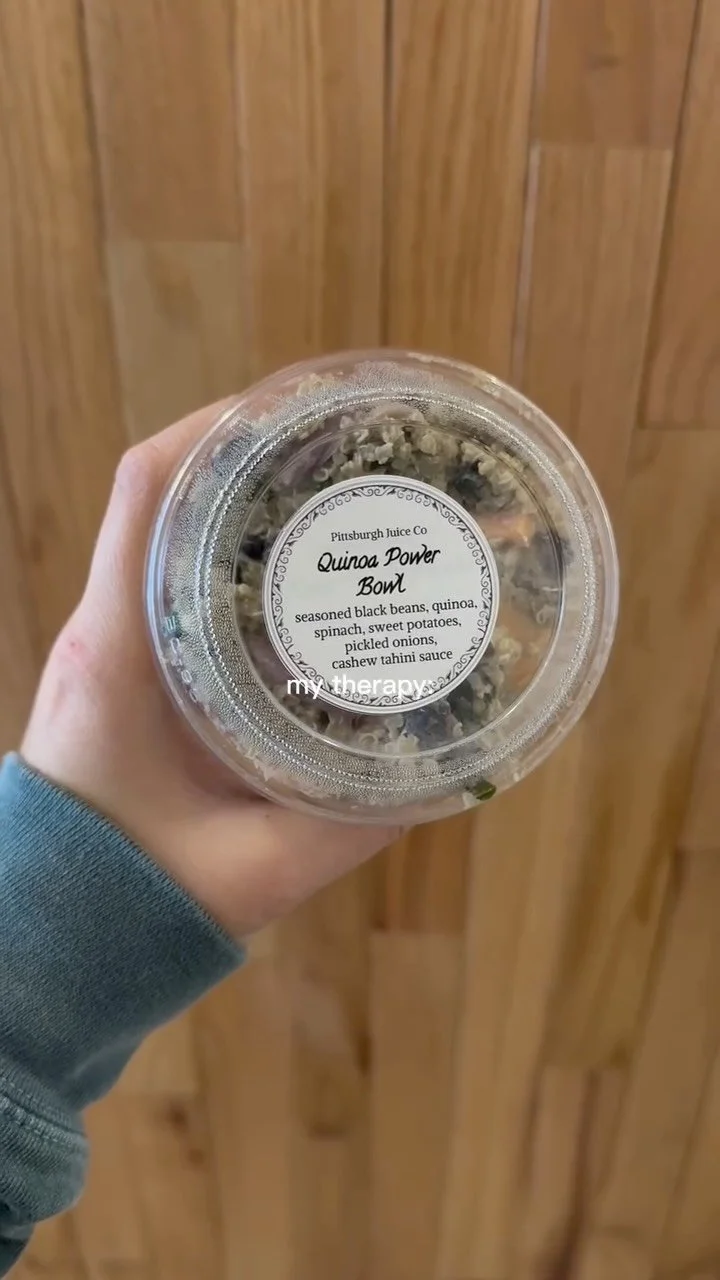 Pittsburgh Juice Co
Quinoa Power
Bowl
seasoned black beans, quinoa,
spinach, sweet potatoes,
pickled onions,
cashew tahini sauce
my therapy: